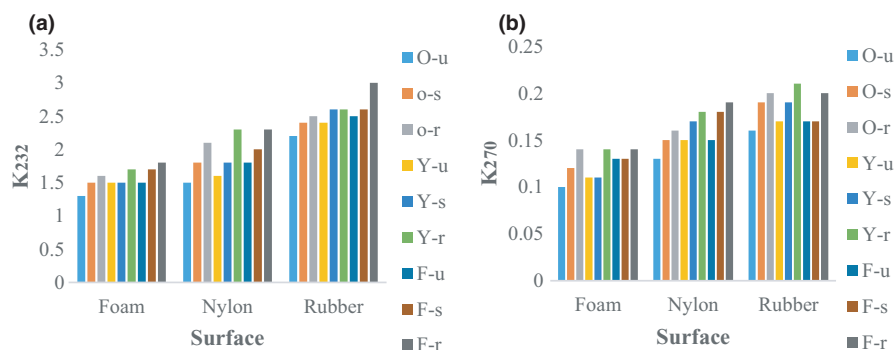 (a)
3.5
3
2.5
2
1.5
1
0.5
0
K232
Foam Nylon Rubber
Surface
O-u
o-s
o-r
Y-u
Y-s
Y-r
F-u
F-s
F-r
(b)
0.25
0.2
0.15
0.1
0.05
0
K270
Foam Nylon Rubber
Surface
O-u
O-s
O-r
Y-u
Y-s
Y-r
F-u
F-s
F-r